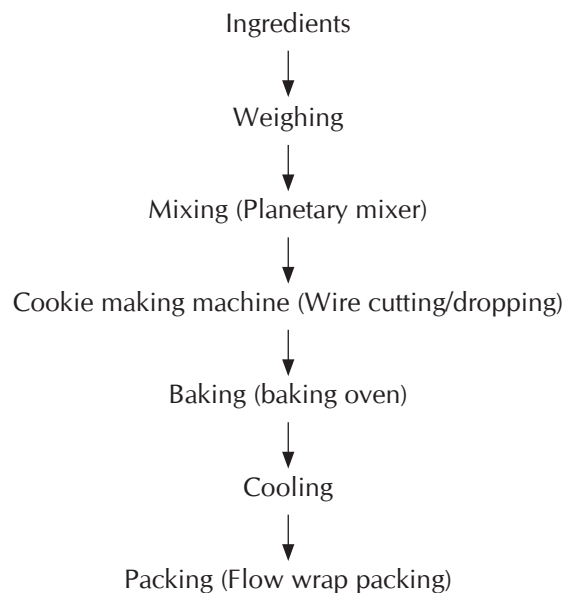 Ingredients
Weighing
Mixing (Planetary mixer)
Cookie making machine (Wire cutting/dropping)
Baking (baking oven)
Cooling
Packing (Flow wrap packing)